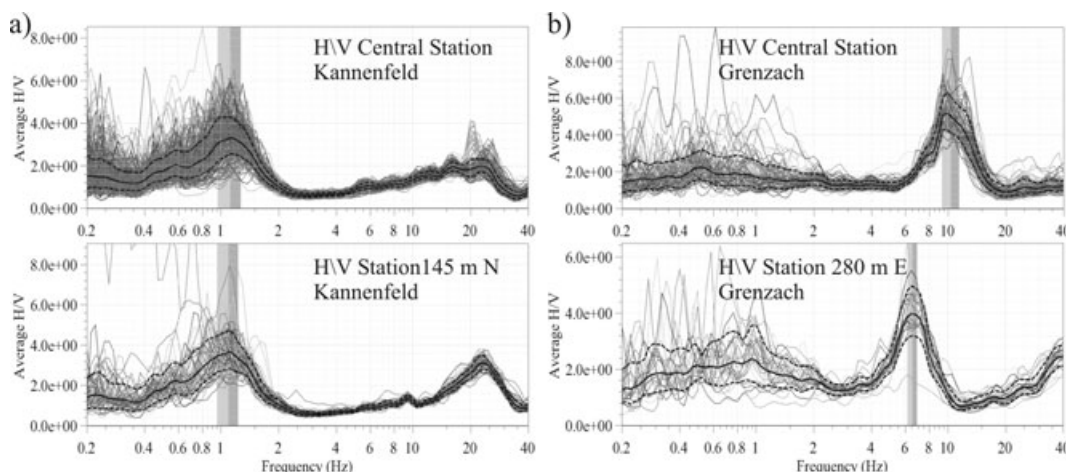 a)
8.0e+00
6.0e+00
4.0e+00
2.0e+00
0.0e+00
Average H/V
H\V Central Station
Kannenfeld
0.2 0.4 0.6 0.8 1 2 4 6 8 10 20 40
8.0e+00
6.0e+00
4.0e+00
2.0e+00
0.0e+00
Average H/V
H\V Station145 m N
Kannenfeld
0.2 0.4 0.6 0.8 1 2 4 6 8 10 20 40
Frequency (Hz)
b)
8.0e+00
6.0e+00
4.0e+00
2.0e+00
0.0e+00
Average H/V
H\V Central Station
Grenzach
0.2 0.4 0.6 0.8 1 2 4 6 8 10 20 40
6.0e+00
4.0e+00
2.0e+00
0.0e+00
Average H/V
H\V Station 280 m E
Grenzach
0.2 0.4 0.6 0.8 1 2 4 6 8 10 20 40
Frequency (Hz)